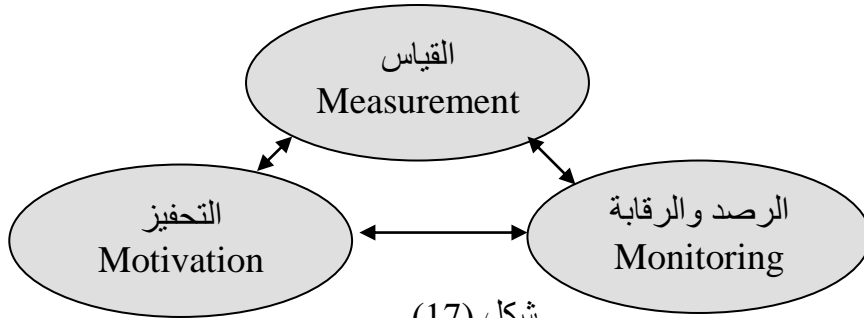 القياس
Measurement
التحفيز
Motivation
الرصد والرقابة
Monitoring
شكل (17)